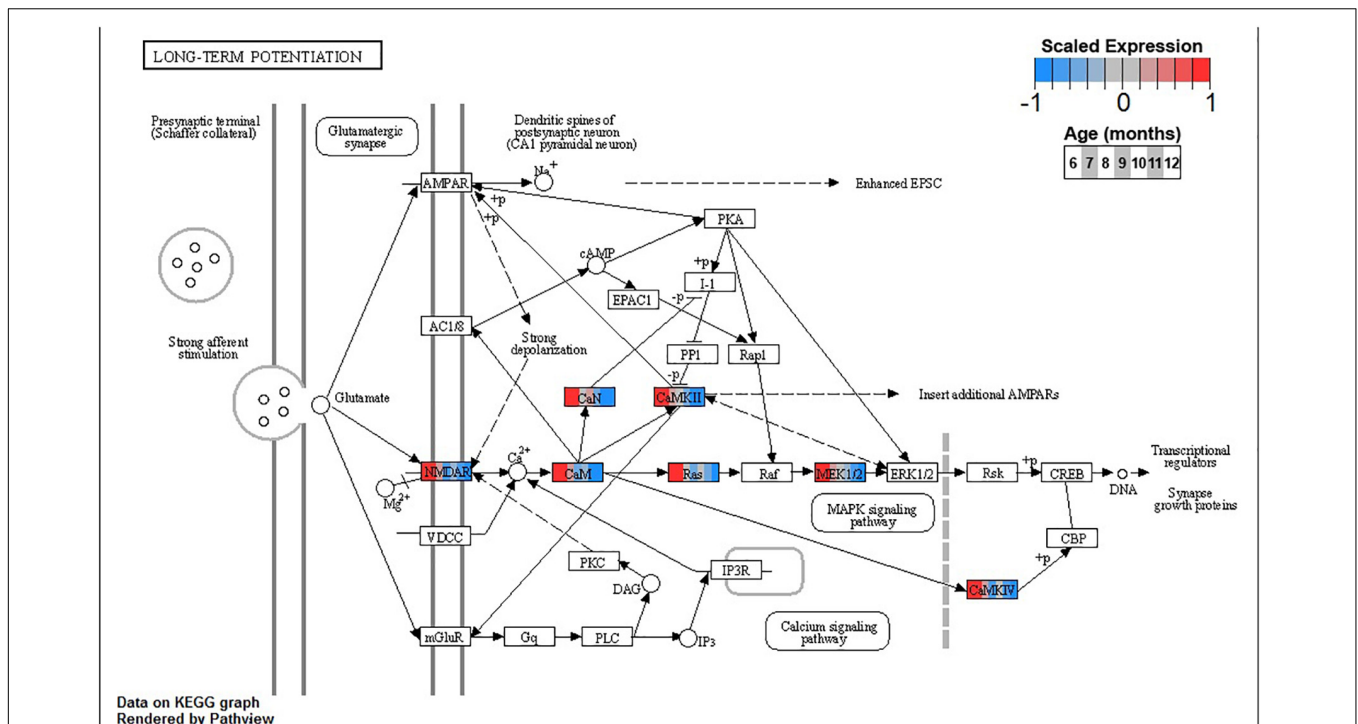 LONG-TERM POTENTIATION
Scaled Expression
-1 0 1
Age (months)
6 7 8 9 10 11 12
Presynaptic terminal
(Schaffer collateral)
Glutamatergic
synapse
Dendritic spines of
postsynaptic neuron
(CA1 pyramidal neuron)
AMPAR
Na+
Enhanced EPSC
+p
+p
PKA
cAMP
+p
I-1
EPAC1
-p
AC1/8
Strong afferent
stimulation
Strong
depolarization
PP1
Rap1
-p
Glutamate
CaN
CaMKII
Insert additional AMPARs
Ca2+
NMDAR
CaM
Ras
Raf
MEK1/2
ERK1/2
Rsk
+p
CREB
DNA
Transcriptional
regulators
Synapse
growth proteins
Mg2+
MAPK signaling
pathway
VDCC
CBP
PKC
IP3R
+p
DAG
CaMKIV
mGluR
Gq
PLC
IP3
Calcium signaling
pathway
Data on KEGG graph
Rendered by Pathview